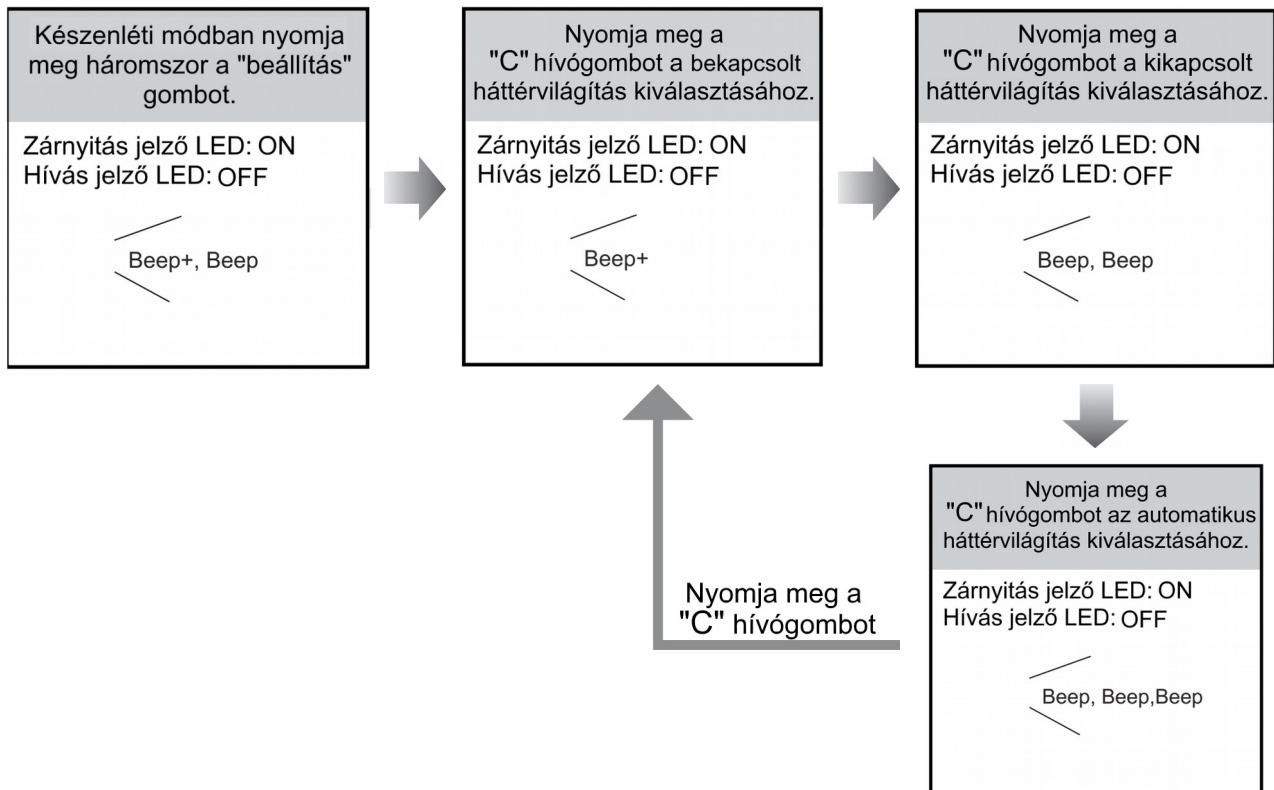 Készenléti módban nyomja
meg háromszor a "beállítás"
gombot.
Zárnyitás jelző LED: ON
Hívás jelző LED: OFF
Beep+, Beep
Nyomja meg a
"C" hívógombot a bekapcsolt
háttérvilágítás kiválasztásához.
Zárnyitás jelző LED: ON
Hívás jelző LED: OFF
Beep+
Nyomja meg a
"C" hívógombot a kikapcsolt
háttérvilágítás kiválasztásához.
Zárnyitás jelző LED: ON
Hívás jelző LED: OFF
Beep, Beep
Nyomja meg a
"C" hívógombot az automatikus
háttérvilágítás kiválasztásához.
Zárnyitás jelző LED: ON
Hívás jelző LED: OFF
Beep, Beep,Beep
Nyomja meg a
"C" hívógombot